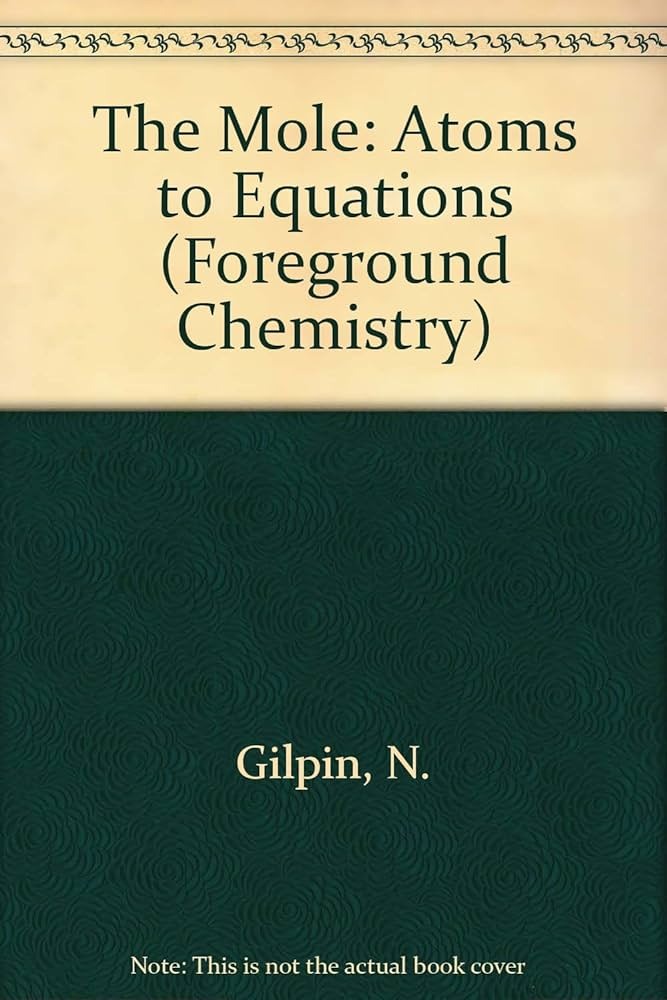 The Mole: Atoms
to Equations
(Foreground
Chemistry)
Gilpin, N.
Note: This is not the actual book cover